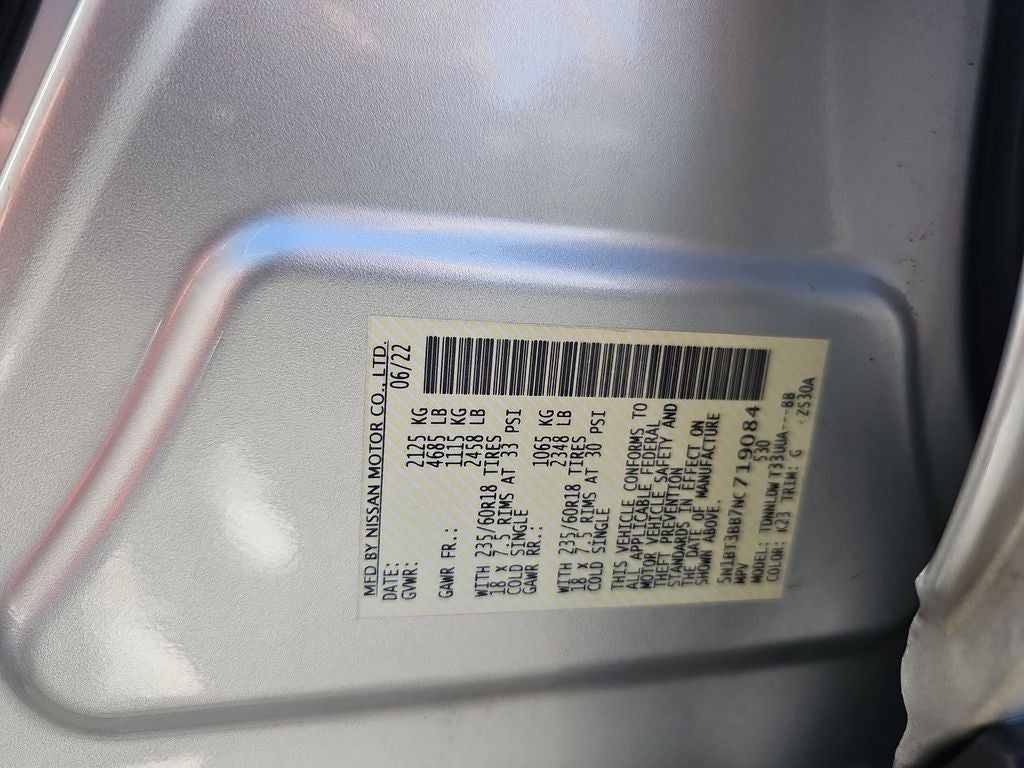 MFD BY NISSAN MOTOR CO., LTD.
DATE: 06/22
GVWR: 2125 KG
4685 LB
GAWR FR.: 1115 KG
2458 LB
WITH 235/60R18 TIRES
18 X 7.5 RIMS AT 33 PSI
COLD SINGLE
GAWR RR.: 1065 KG
2348 LB
WITH 235/60R18 TIRES
18 X 7.5 RIMS AT 30 PSI
COLD SINGLE
THIS VEHICLE CONFORMS TO
ALL APPLICABLE FEDERAL
MOTOR VEHICLE SAFETY AND
THEFT PREVENTION
STANDARDS IN EFFECT ON
THE DATE OF MANUFACTURE
SHOWN ABOVE.
5N1BT3BB7NC719084
MPV 530
MODEL: TDNNLDWT33UUA---BB
COLOR: K23 TRIM: G ZS30A